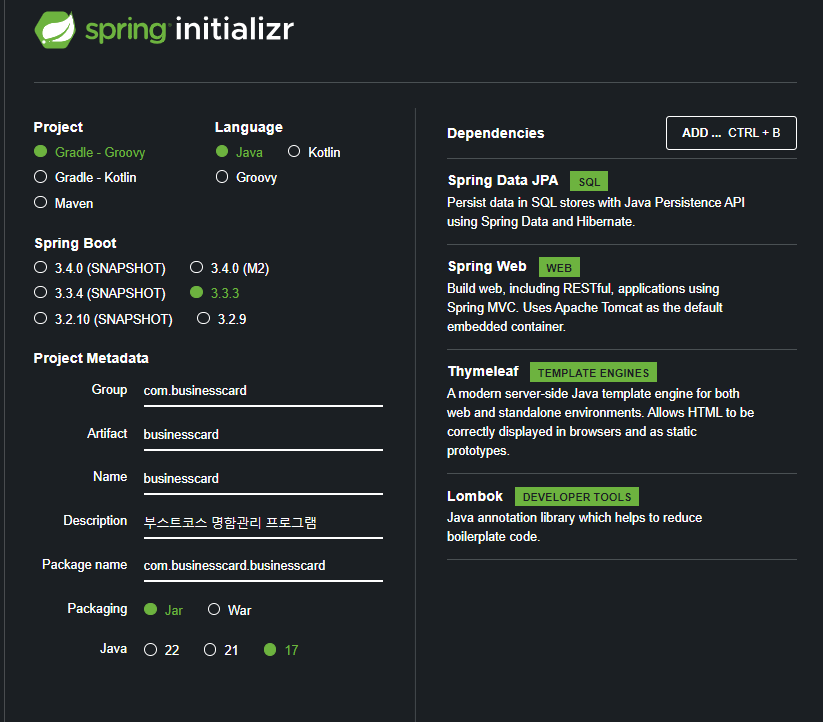 spring initializr
Project
Gradle - Groovy
Gradle - Kotlin
Maven
Language
Java Kotlin
Groovy
Spring Boot
3.4.0 (SNAPSHOT) 3.4.0 (M2)
3.3.4 (SNAPSHOT) 3.3.3
3.2.10 (SNAPSHOT) 3.2.9
Project Metadata
Group com.businesscard
Artifact businesscard
Name businesscard
Description 부스트코스 명함관리 프로그램
Package name com.businesscard.businesscard
Packaging Jar War
Java 22 21 17
Dependencies ADD ... CTRL + B
Spring Data JPA SQL
Persist data in SQL stores with Java Persistence API
using Spring Data and Hibernate.
Spring Web WEB
Build web, including RESTful, applications using
Spring MVC. Uses Apache Tomcat as the default
embedded container.
Thymeleaf TEMPLATE ENGINES
A modern server-side Java template engine for both
web and standalone environments. Allows HTML to be
correctly displayed in browsers and as static
prototypes.
Lombok DEVELOPER TOOLS
Java annotation library which helps to reduce
boilerplate code.